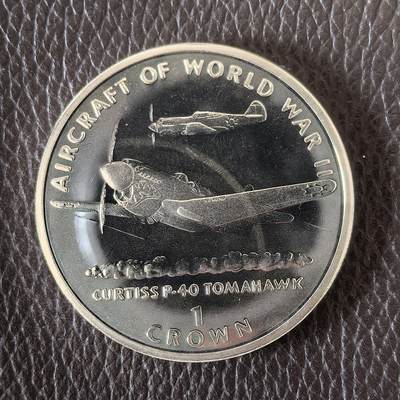 AIRCRAFT OF WORLD WAR II
CURTISS P-40 TOMAHAWK
1
CROWN